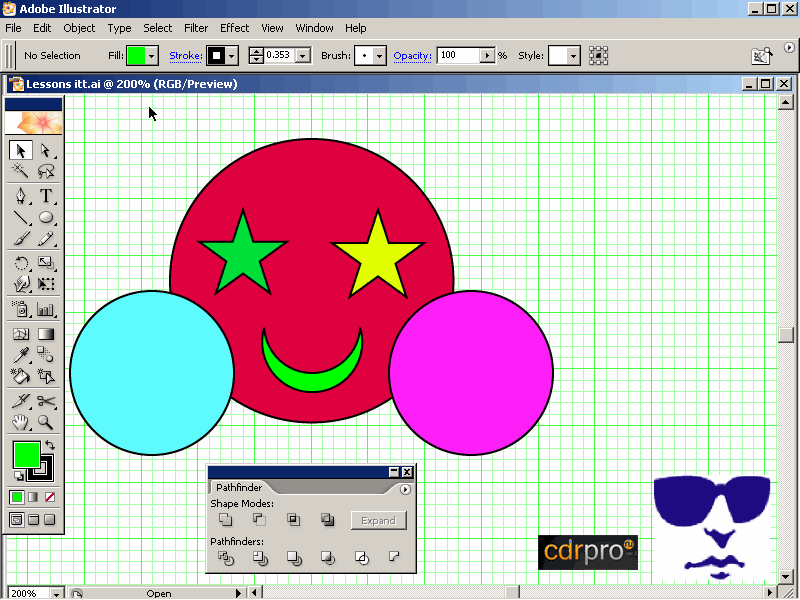 Adobe Illustrator
File Edit Object Type Select Filter Effect View Window Help
No Selection Fill: Stroke: 0.353 Brush: Opacity: 100 % Style:
Lessons itt.ai @ 200% (RGB/Preview)
T
Pathfinder
Shape Modes:
Expand
Pathfinders:
cdrpro
200% Open